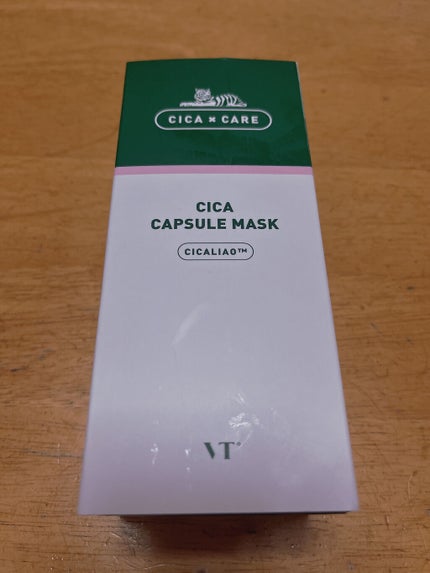 CICA × CARE
CICA
CAPSULE MASK
CICALIAO™
VT